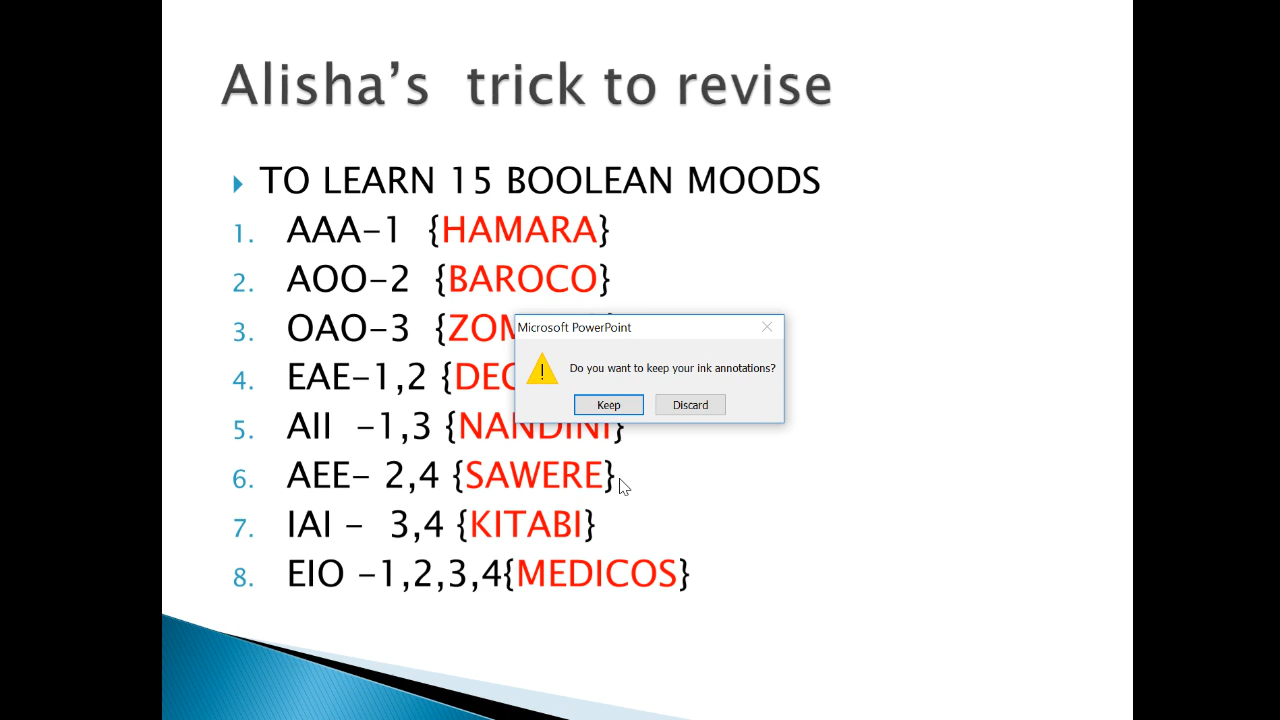 Alisha’s trick to revise
TO LEARN 15 BOOLEAN MOODS
1. AAA-1 {HAMARA}
2. AOO-2 {BAROCO}
3. OAO-3
Microsoft PowerPoint
Do you want to keep your ink annotations?
Keep Discard
4. EAE-1,2
5. AII -1,3 {NANDINI}
6. AEE- 2,4 {SAWERE}
7. IAI - 3,4 {KITABI}
8. EIO -1,2,3,4{MEDICOS}